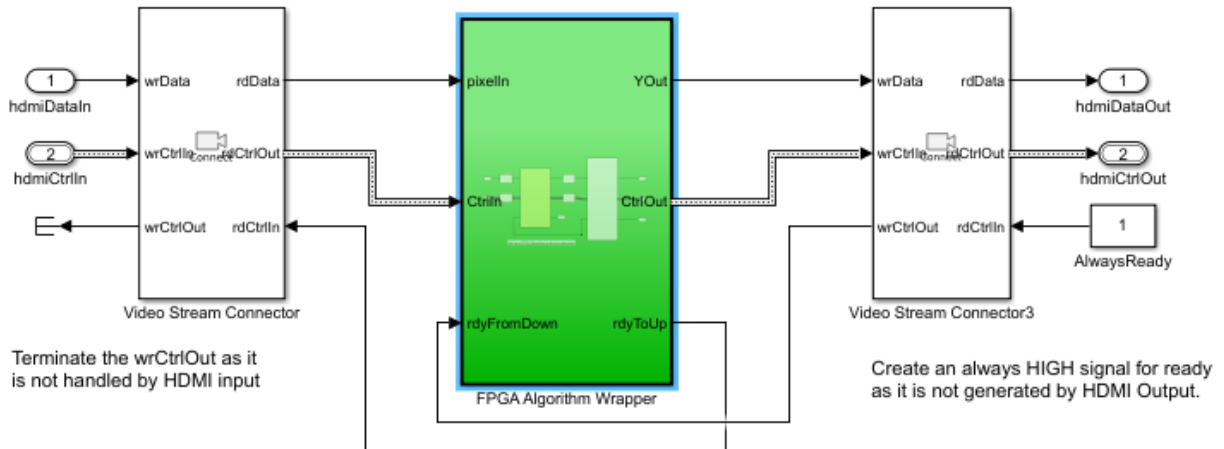 1
hdmiDataIn
2
hdmiCtrlIn
wrData
rdData
wrCtrlIn
Connect
rdCtrlOut
wrCtrlOut
rdCtrlIn
Video Stream Connector
Terminate the wrCtrlOut as it
is not handled by HDMI input
pixelIn
YOut
CtrlIn
CtrlOut
rdyFromDown
rdyToUp
FPGA Algorithm Wrapper
wrData
rdData
wrCtrlIn
Connect
rdCtrlOut
wrCtrlOut
rdCtrlIn
Video Stream Connector3
1
hdmiDataOut
2
hdmiCtrlOut
1
AlwaysReady
Create an always HIGH signal for ready
as it is not generated by HDMI Output.